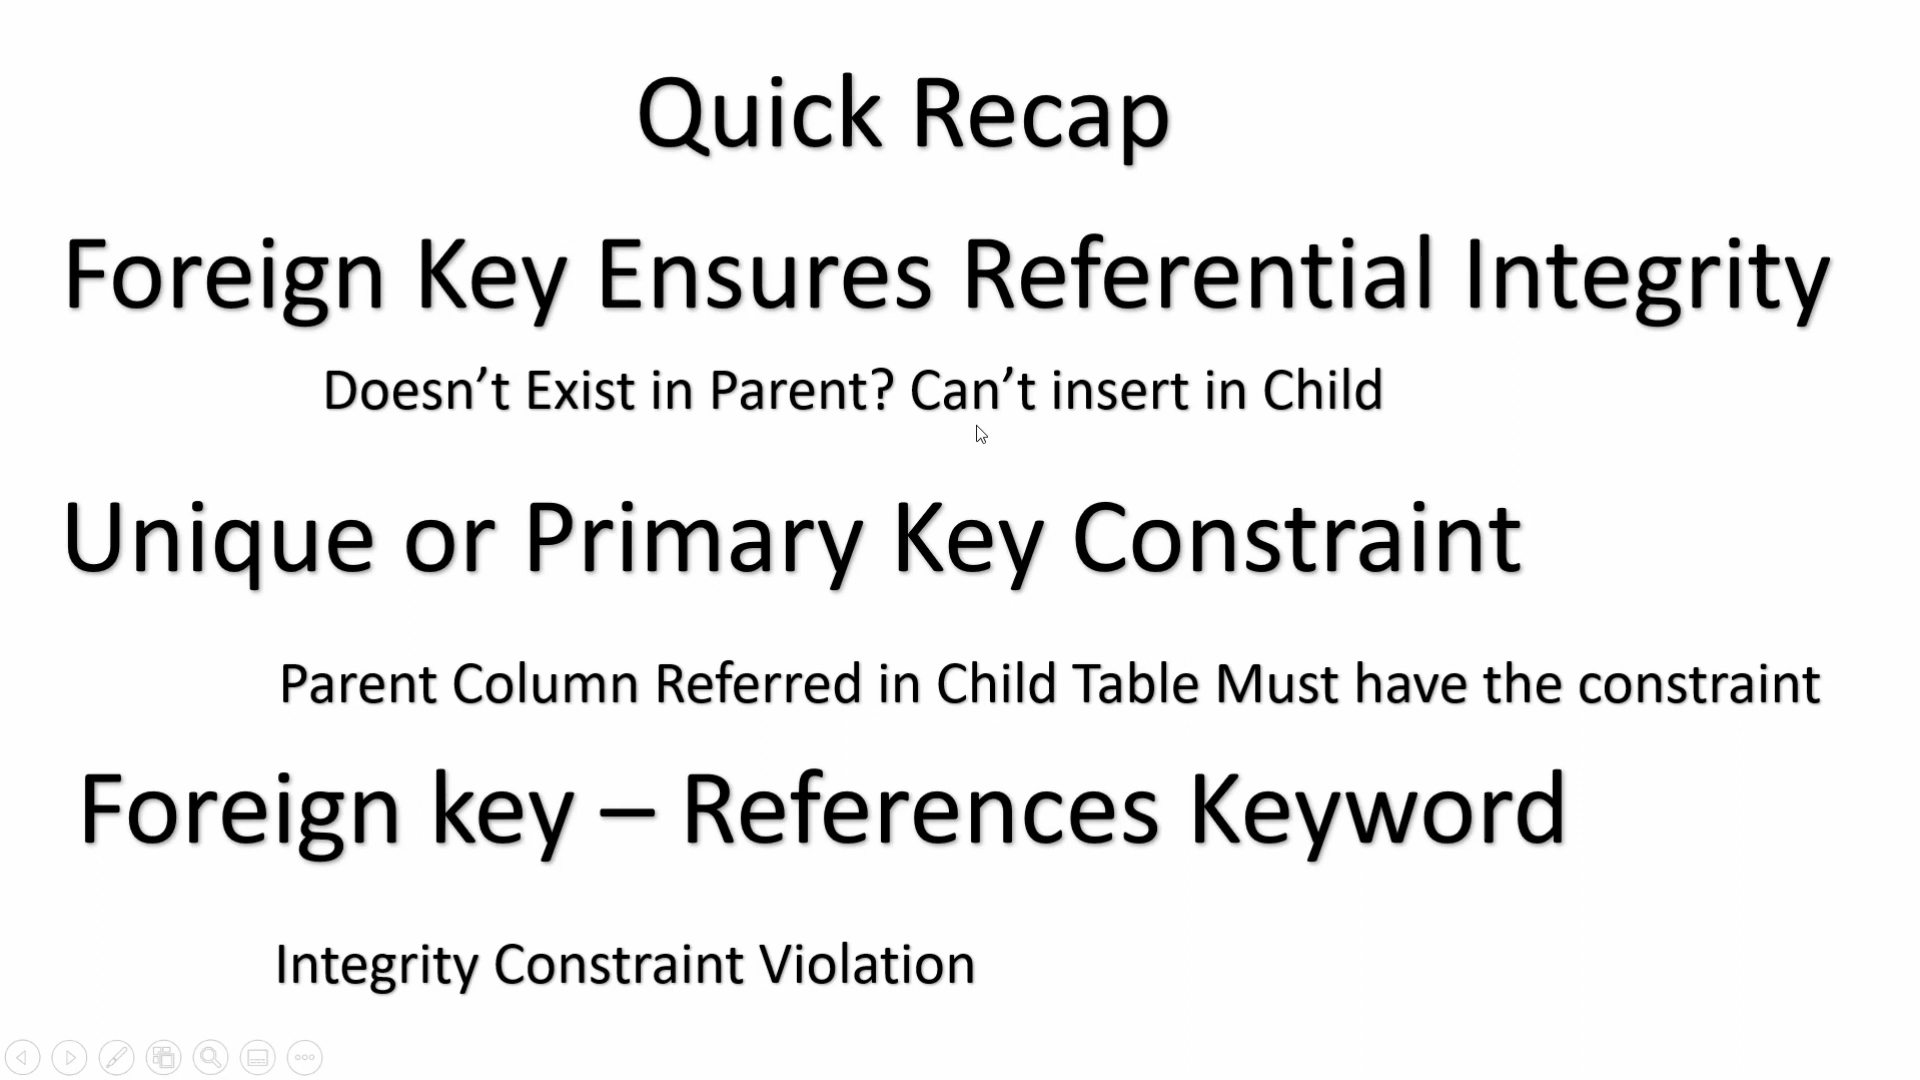 Quick Recap
Foreign Key Ensures Referential Integrity
Doesn’t Exist in Parent? Can’t insert in Child
Unique or Primary Key Constraint
Parent Column Referred in Child Table Must have the constraint
Foreign key – References Keyword
Integrity Constraint Violation